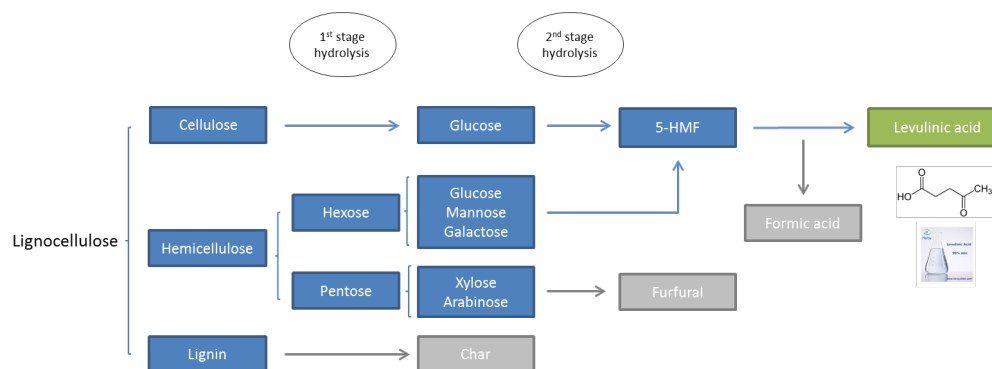 1st stage
hydrolysis
2nd stage
hydrolysis
Cellulose
Glucose
5-HMF
Levulinic acid
Lignocellulose
Hemicellulose
Hexose
Glucose
Mannose
Galactose
Formic acid
O
HO
CH3
O
Levulinic Acid
Pentose
Xylose
Arabinose
Furfural
Lignin
Char